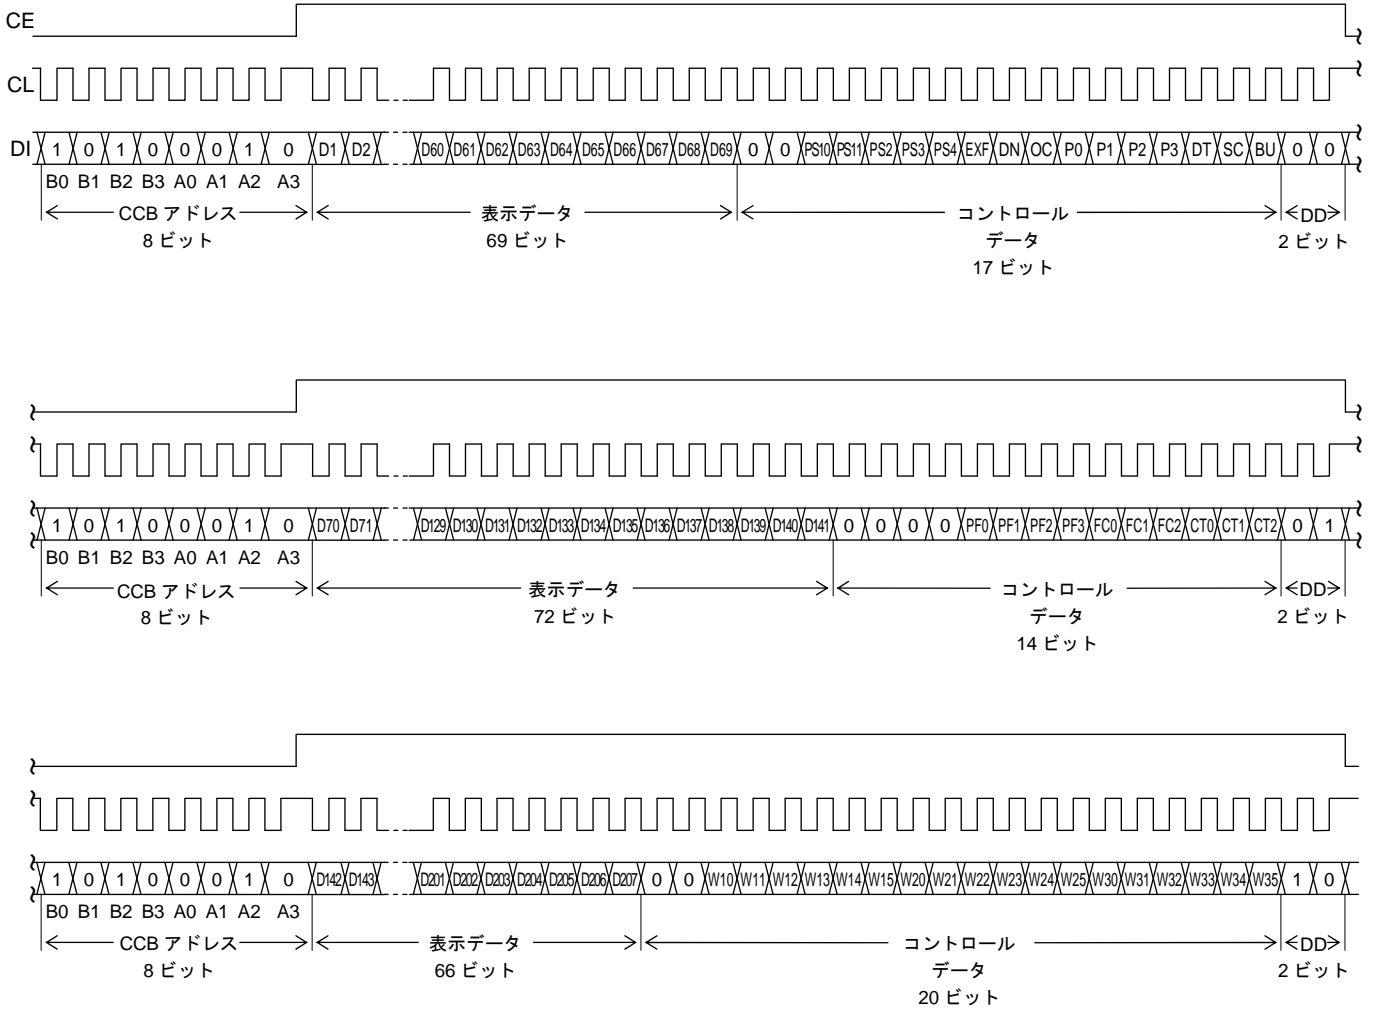 CE
CL
DI 1 0 1 0 0 0 1 0 D1 D2 D60 D61 D62 D63 D64 D65 D66 D67 D68 D69 0 0 PS10 PS11 PS2 PS3 PS4 EXF DN OC P0 P1 P2 P3 DT SC BU 0 0
B0 B1 B2 B3 A0 A1 A2 A3
CCB アドレス 表示データ コントロール DD
8 ビット 69 ビット データ 2 ビット
17 ビット
1 0 1 0 0 0 1 0 D70 D71 D129 D130 D131 D132 D133 D134 D135 D136 D137 D138 D139 D140 D141 0 0 0 0 PF0 PF1 PF2 PF3 FC0 FC1 FC2 CT0 CT1 CT2 0 1
B0 B1 B2 B3 A0 A1 A2 A3
CCB アドレス 表示データ コントロール DD
8 ビット 72 ビット データ 2 ビット
14 ビット
1 0 1 0 0 0 1 0 D142 D143 D201 D202 D203 D204 D205 D206 D207 0 0 W10 W11 W12 W13 W14 W15 W20 W21 W22 W23 W24 W25 W30 W31 W32 W33 W34 W35 1 0
B0 B1 B2 B3 A0 A1 A2 A3
CCB アドレス 表示データ コントロール DD
8 ビット 66 ビット データ 2 ビット
20 ビット